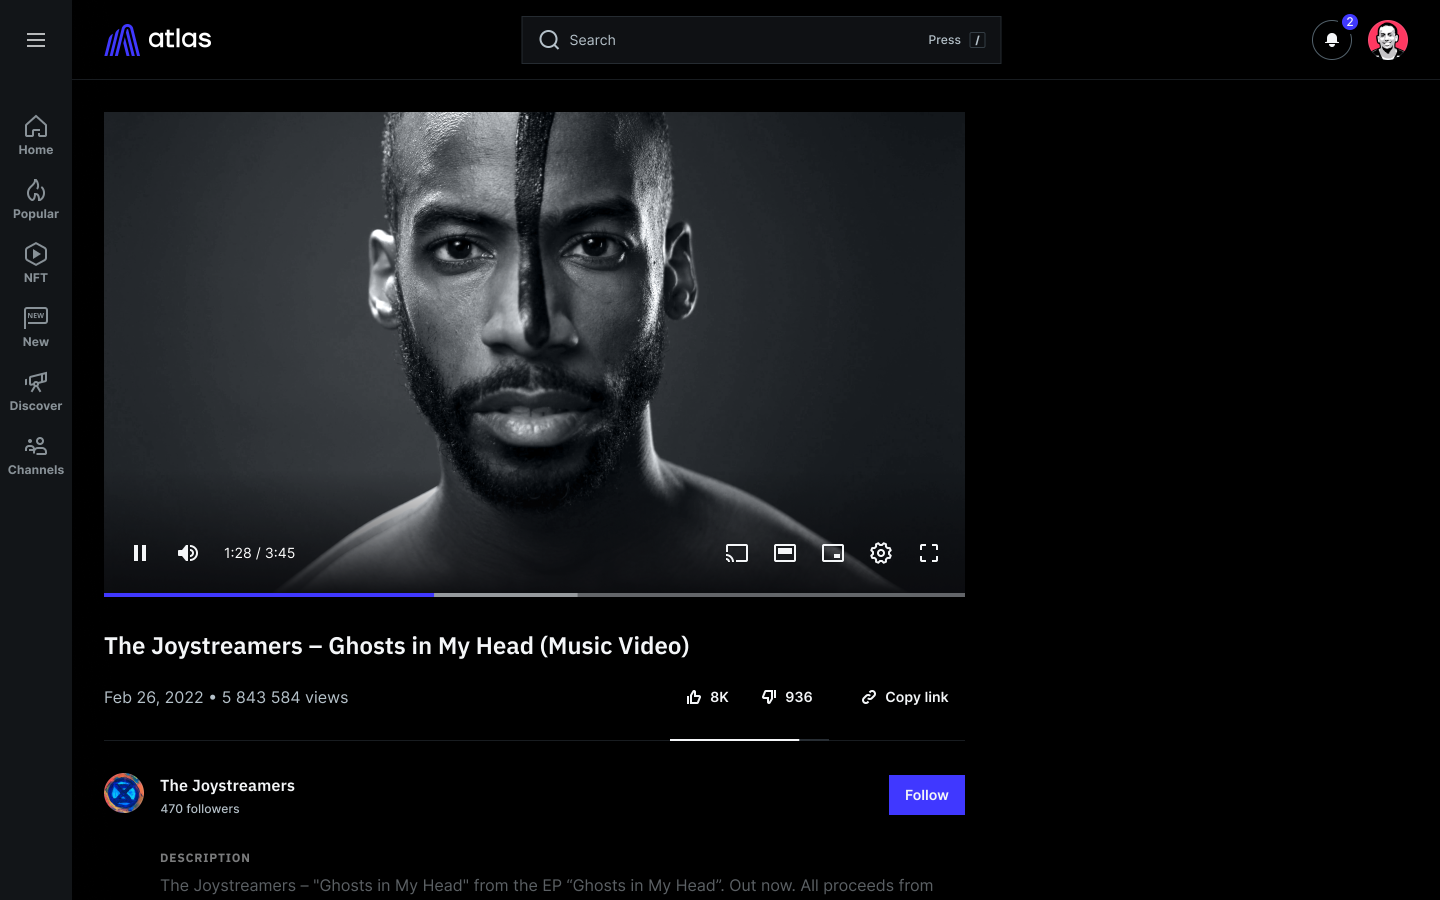 atlas
Search
Press /
2
Home
Popular
NFT
NEW
New
Discover
Channels
1:28 / 3:45
The Joystreamers – Ghosts in My Head (Music Video)
Feb 26, 2022 • 5 843 584 views
8K
936
Copy link
The Joystreamers
470 followers
Follow
DESCRIPTION
The Joystreamers – "Ghosts in My Head" from the EP “Ghosts in My Head”. Out now. All proceeds from